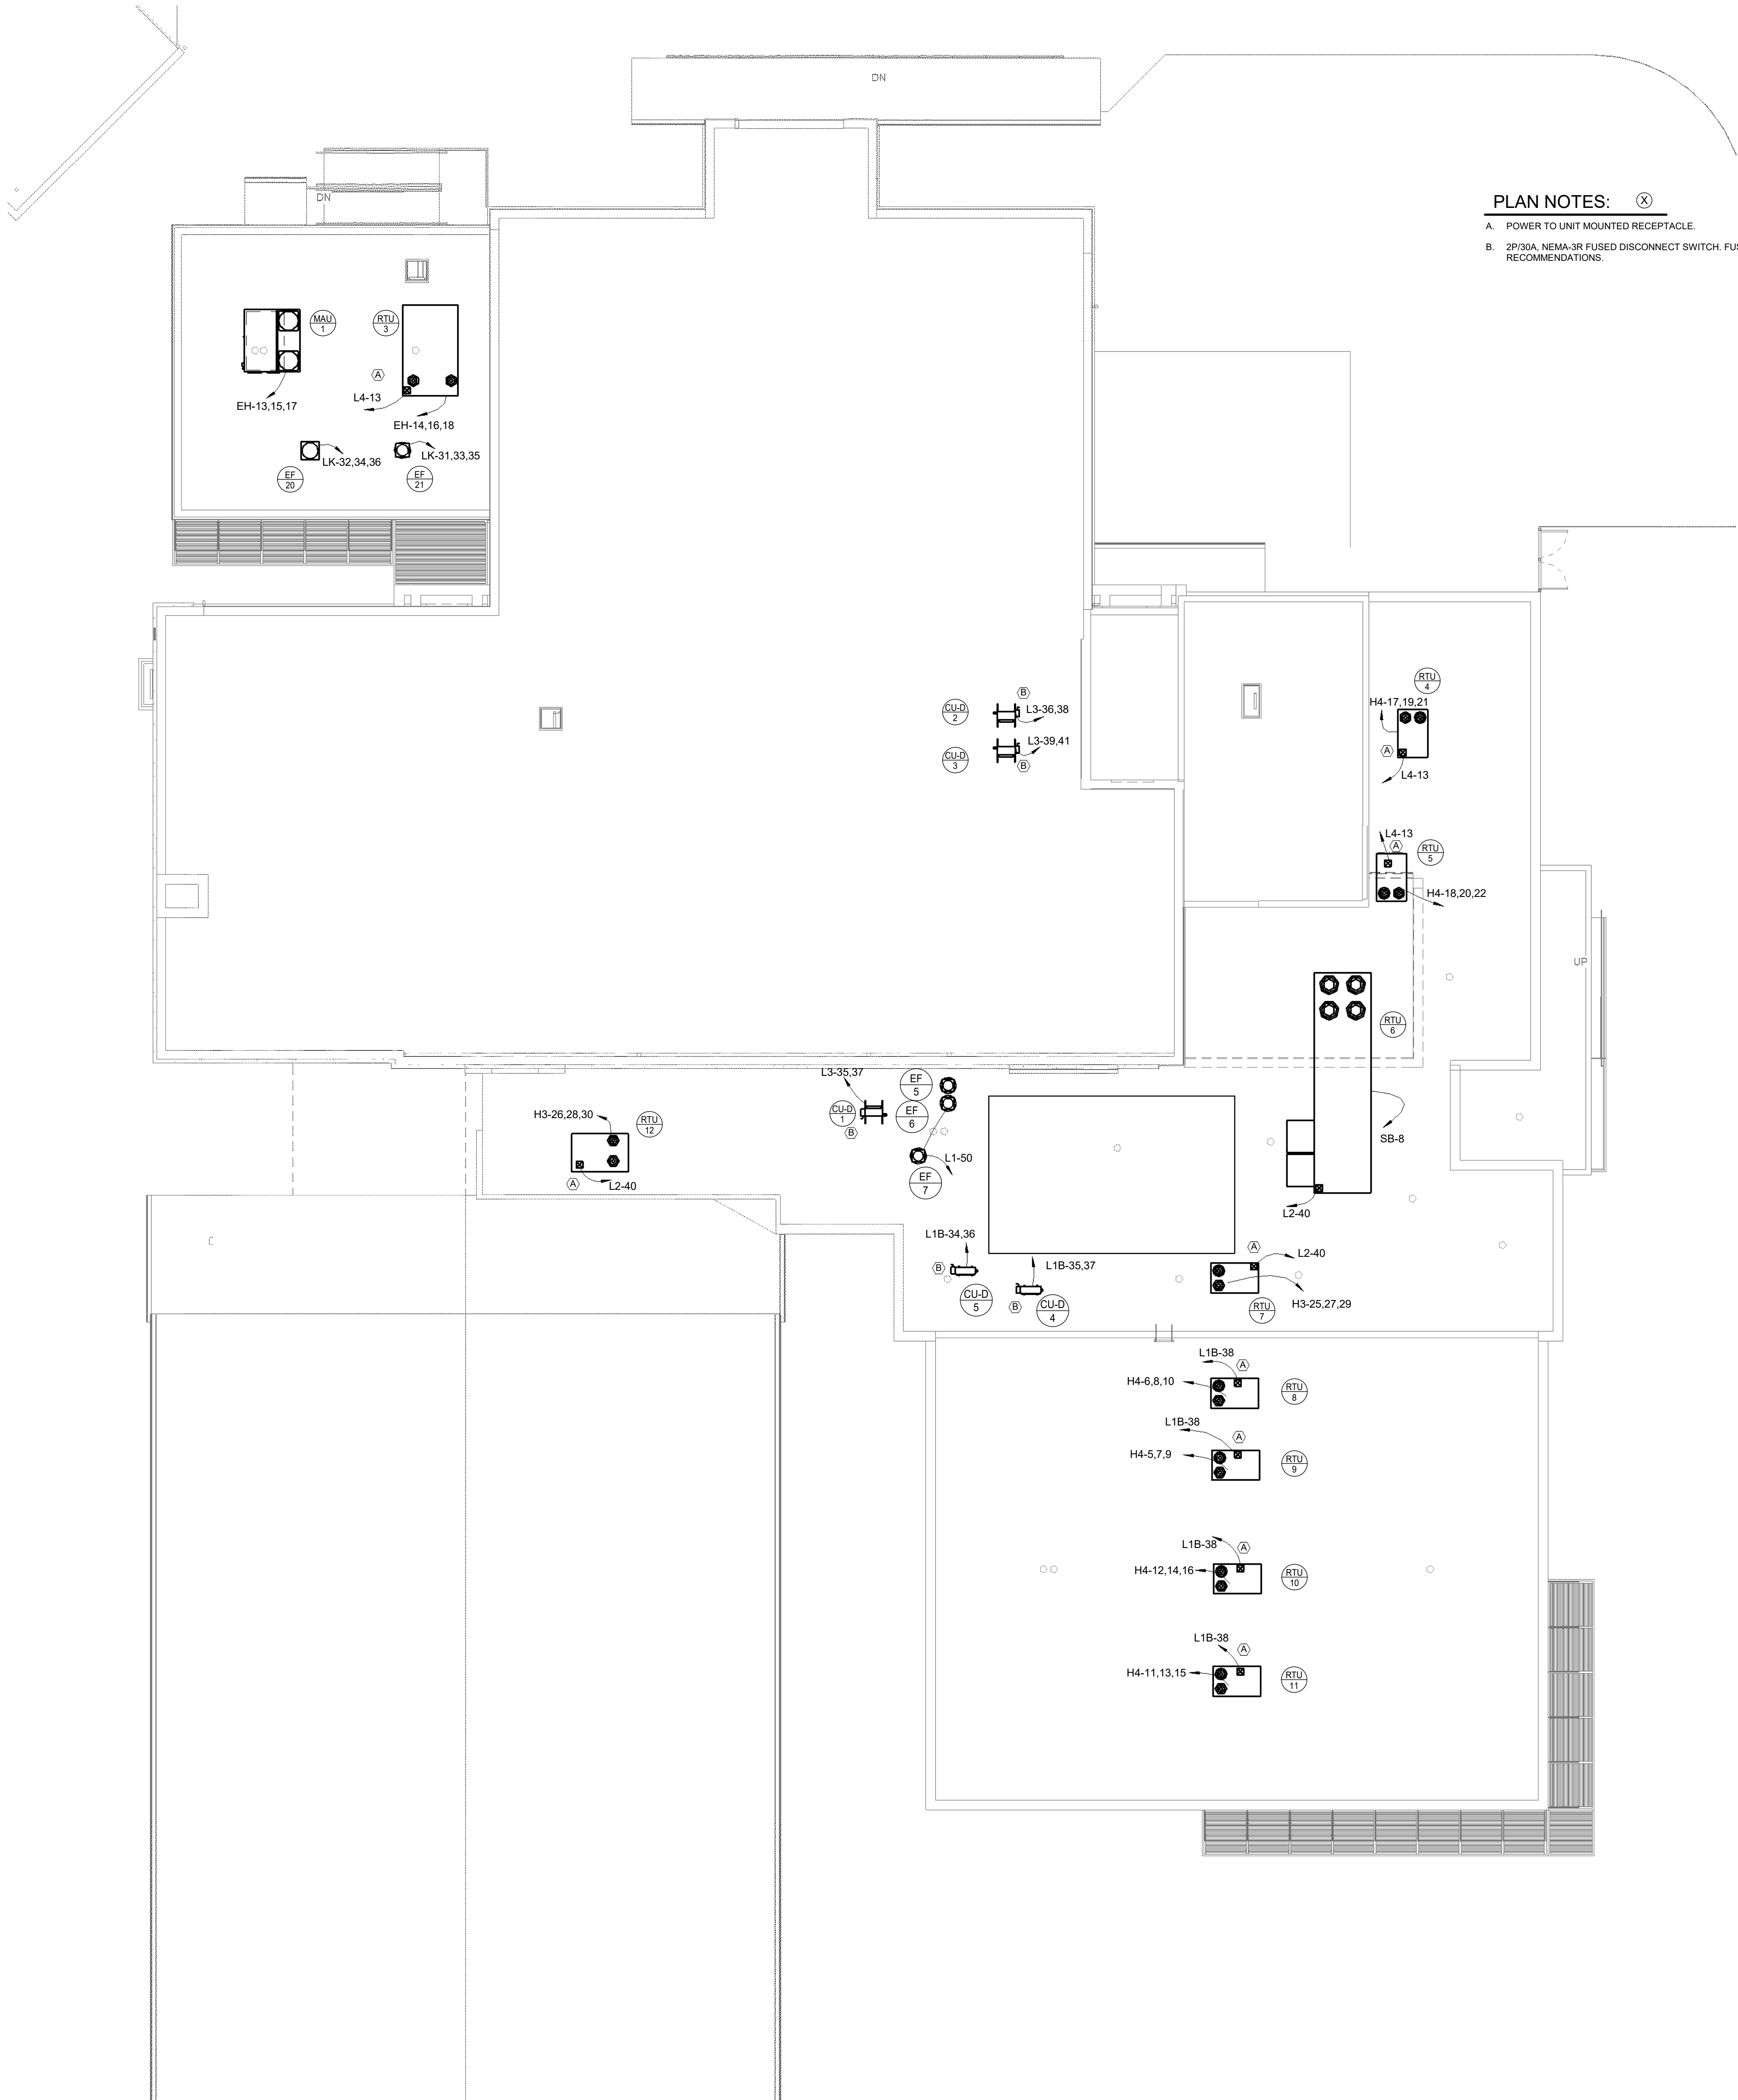 DN
DN
PLAN NOTES: X
A. POWER TO UNIT MOUNTED RECEPTACLE.
B. 2P/30A, NEMA-3R FUSED DISCONNECT SWITCH.
RECOMMENDATIONS.
MAU
1
RTU
3
A
L4-13
EH-13,15,17
EH-14,16,18
LK-32,34,36
LK-31,33,35
EF
20
EF
21
CU-D
2
B
L3-36,38
CU-D
3
L3-39,41
B
RTU
4
H4-17,19,21
A
L4-13
L4-13
A
RTU
5
H4-18,20,22
UP
RTU
6
SB-8
L2-40
L3-35,37
CU-D
1
B
EF
5
EF
6
L1-50
EF
7
H3-26,28,30
RTU
12
A
L2-40
L1B-34,36
B
CU-D
5
L1B-35,37
B
CU-D
4
A
L2-40
H3-25,27,29
RTU
7
L1B-38
A
H4-6,8,10
RTU
8
L1B-38
A
H4-5,7,9
RTU
9
L1B-38
A
H4-12,14,16
RTU
10
L1B-38
A
H4-11,13,15
RTU
11